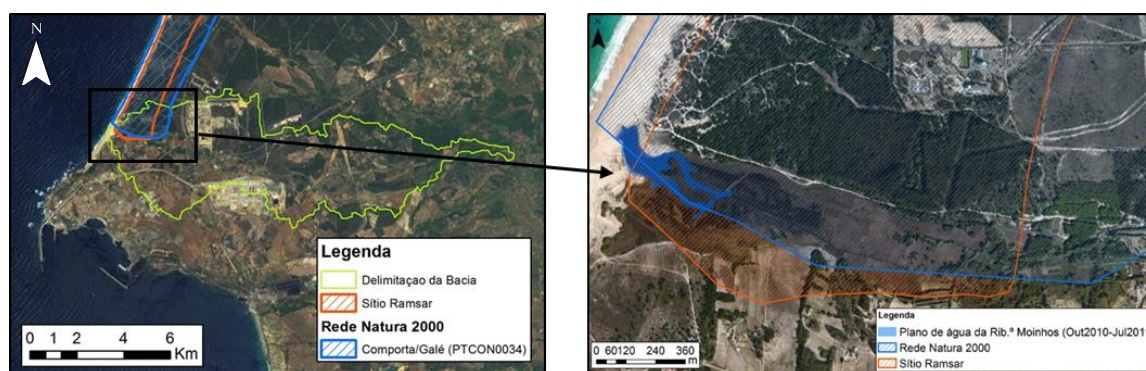 N
Legenda
Delimitaçao da Bacia
Sítio Ramsar
Rede Natura 2000
Comporta/Galé (PTCON0034)
0 1 2 4 6
Km
N
Legenda
Plano de água da Rib.ª Moinhos (Out2010-Jul201
Rede Natura 2000
Sítio Ramsar
0 60120 240 360
m